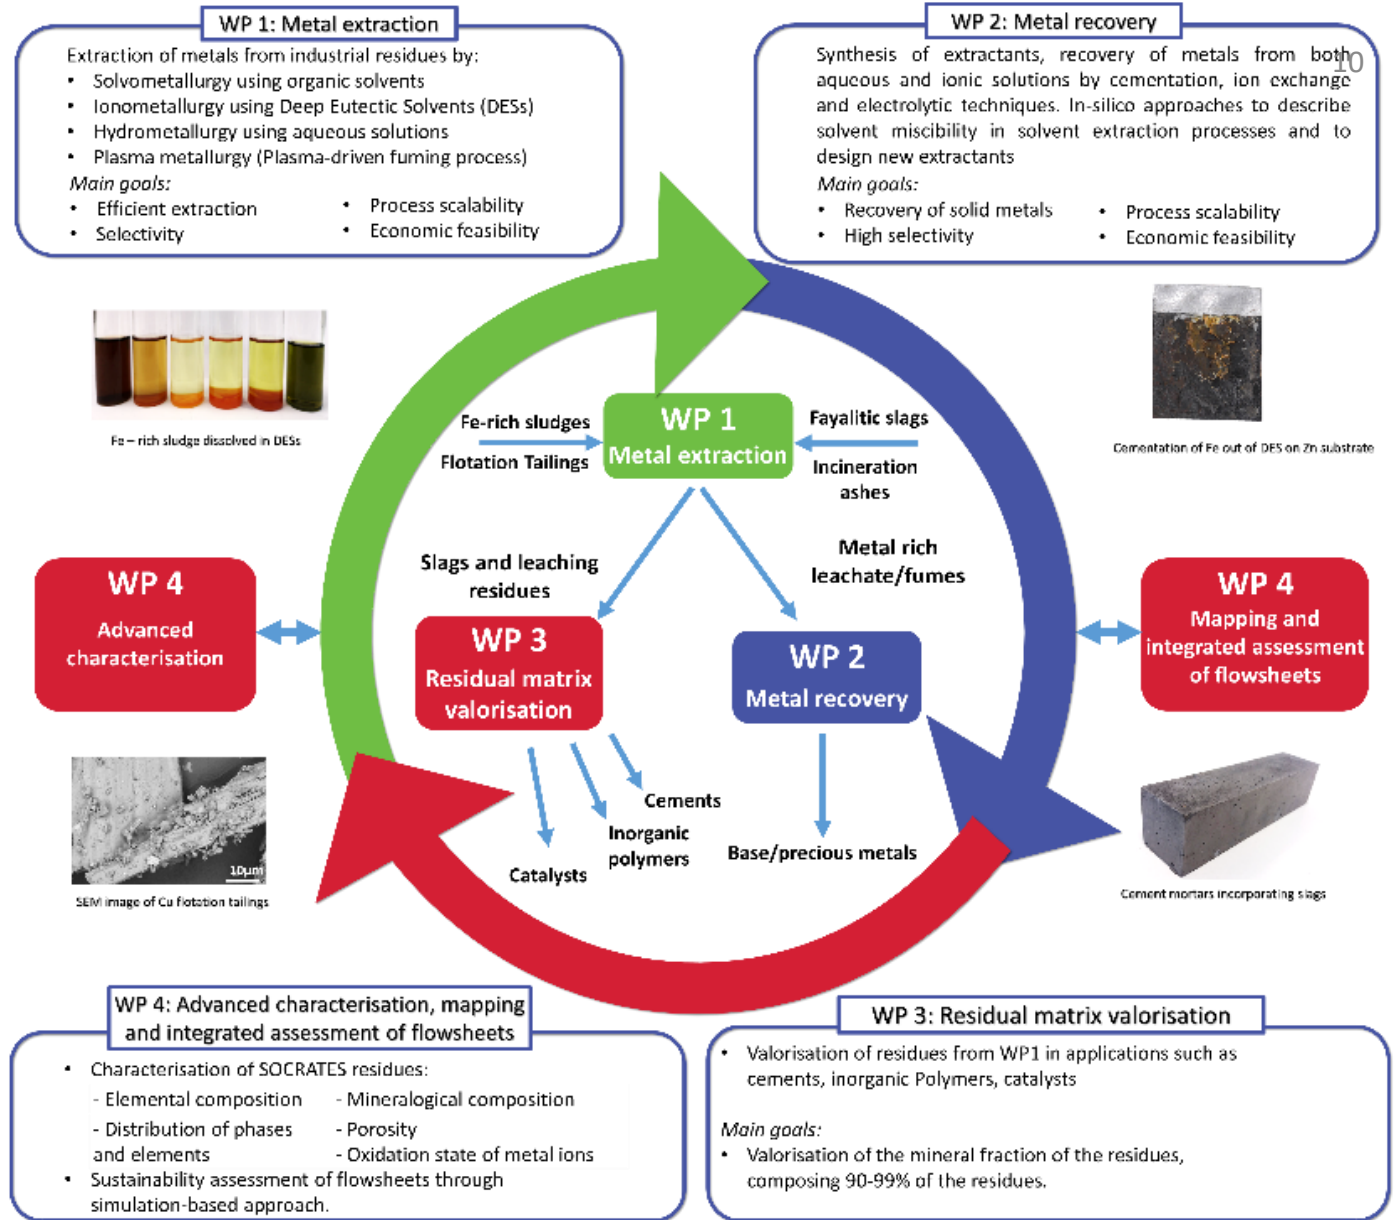 WP 1: Metal extraction
Extraction of metals from industrial residues by:
• Solvometallurgy using organic solvents
• Ionometallurgy using Deep Eutectic Solvents (DESs)
• Hydrometallurgy using aqueous solutions
• Plasma metallurgy (Plasma-driven fuming process)
Main goals:
• Efficient extraction
• Selectivity
• Process scalability
• Economic feasibility
WP 2: Metal recovery
10
Synthesis of extractants, recovery of metals from both
aqueous and ionic solutions by cementation, ion exchange
and electrolytic techniques. In-silico approaches to describe
solvent miscibility in solvent extraction processes and to
design new extractants
Main goals:
• Recovery of solid metals
• High selectivity
• Process scalability
• Economic feasibility
Fe – rich sludge dissolved in DESs
Cementation of Fe out of DES on Zn substrate
WP 1
Metal extraction
Fe-rich sludges
Flotation Tailings
Fayalitic slags
Incineration
ashes
Slags and leaching
residues
Metal rich
leachate/fumes
WP 4
Advanced
characterisation
WP 3
Residual matrix
valorisation
WP 2
Metal recovery
WP 4
Mapping and
integrated assessment
of flowsheets
Cements
Inorganic
polymers
Catalysts
Base/precious metals
10µm
SEM image of Cu flotation tailings
Cement mortars incorporating slags
WP 4: Advanced characterisation, mapping
and integrated assessment of flowsheets
• Characterisation of SOCRATES residues:
- Elemental composition
- Distribution of phases
and elements
- Mineralogical composition
- Porosity
- Oxidation state of metal ions
• Sustainability assessment of flowsheets through
simulation-based approach.
WP 3: Residual matrix valorisation
• Valorisation of residues from WP1 in applications such as
cements, inorganic Polymers, catalysts
Main goals:
• Valorisation of the mineral fraction of the residues,
composing 90-99% of the residues.